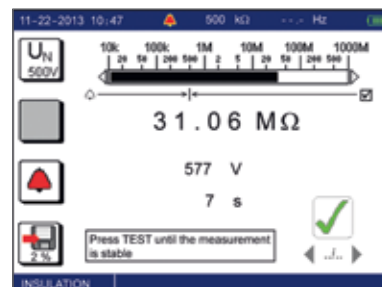 11-22-2013 10:47 500 kΩ --.- Hz
UN
500V
10k 100k 1M 10M 100M 1000M
20 50 200 500 2 5 20 50 200 500
31.06 MΩ
577 V
7 s
Press TEST until the measurement
is stable
2 %
../..
INSULATION